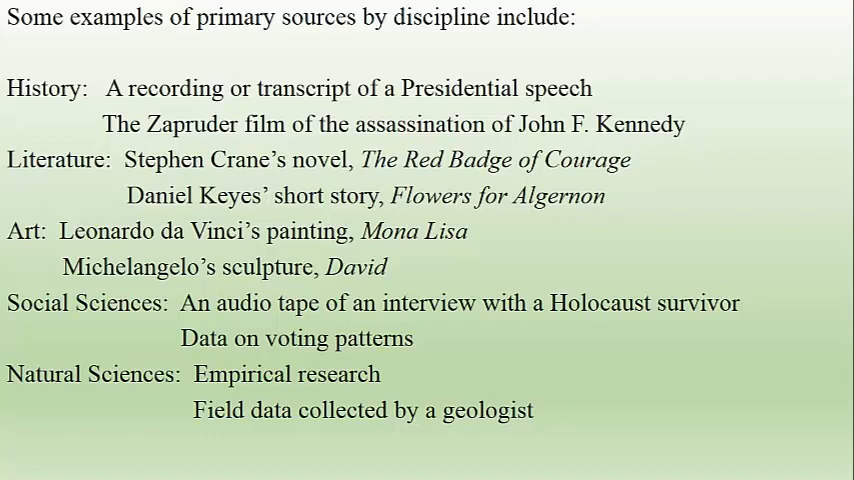 Some examples of primary sources by discipline include:
History: A recording or transcript of a Presidential speech
The Zapruder film of the assassination of John F. Kennedy
Literature: Stephen Crane’s novel, The Red Badge of Courage
Daniel Keyes’ short story, Flowers for Algernon
Art: Leonardo da Vinci’s painting, Mona Lisa
Michelangelo’s sculpture, David
Social Sciences: An audio tape of an interview with a Holocaust survivor
Data on voting patterns
Natural Sciences: Empirical research
Field data collected by a geologist